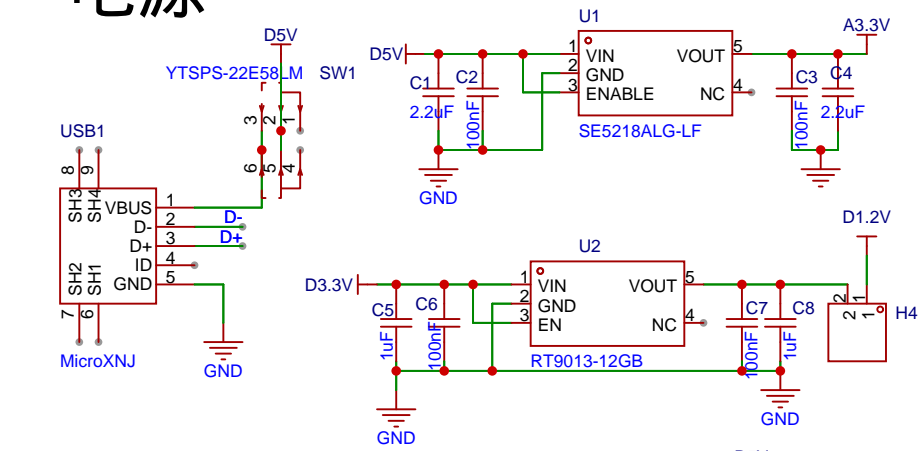 电源
D5V
YTSPS-22E58LM
SW1
3
2
1
6
5
4
USB1
8
9
SH3
SH4
VBUS
1
D-
2
D-
D+
3
D+
ID
4
GND
5
SH2
SH1
7
6
MicroXNJ
GND
U1
D5V
1
VIN
2
GND
3
ENABLE
VOUT
5
NC
4
SE5218ALG-LF
C1
2.2uF
C2
100nF
GND
A3.3V
C3
100nF
C4
2.2uF
U2
D3.3V
1
VIN
2
GND
3
EN
VOUT
5
NC
4
RT9013-12GB
C5
1uF
C6
100nF
GND
C7
100nF
C8
1uF
GND
D1.2V
2
1
2
1
H4